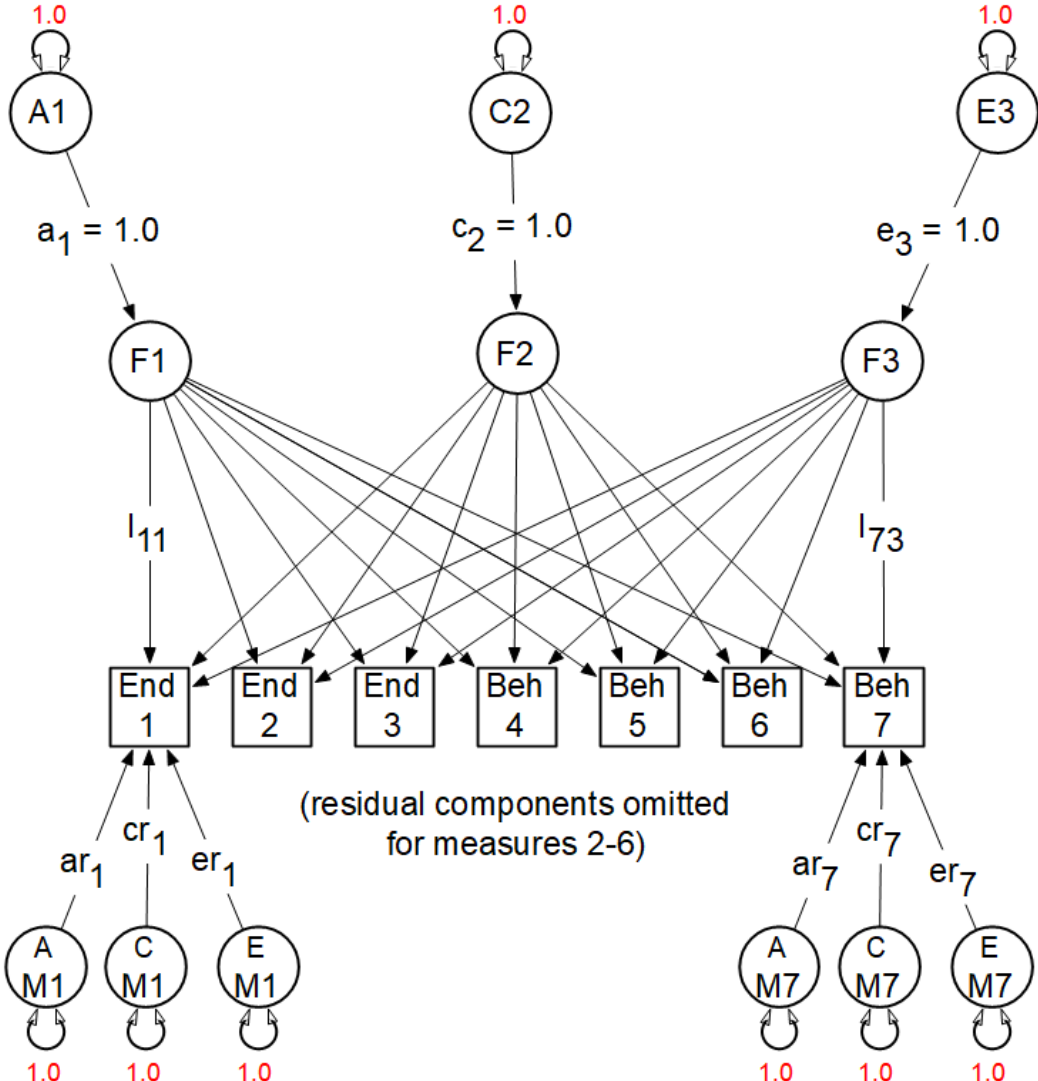 1.0 1.0 1.0
A1 C2 E3
a1 = 1.0 c2 = 1.0 e3 = 1.0
F1 F2 F3
l11 l73
End 1
End 2
End 3
Beh 4
Beh 5
Beh 6
Beh 7
(residual components omitted
for measures 2-6)
ar1 cr1 er1
ar7 cr7 er7
A M1
C M1
E M1
A M7
C M7
E M7
1.0 1.0 1.0 1.0 1.0 1.0